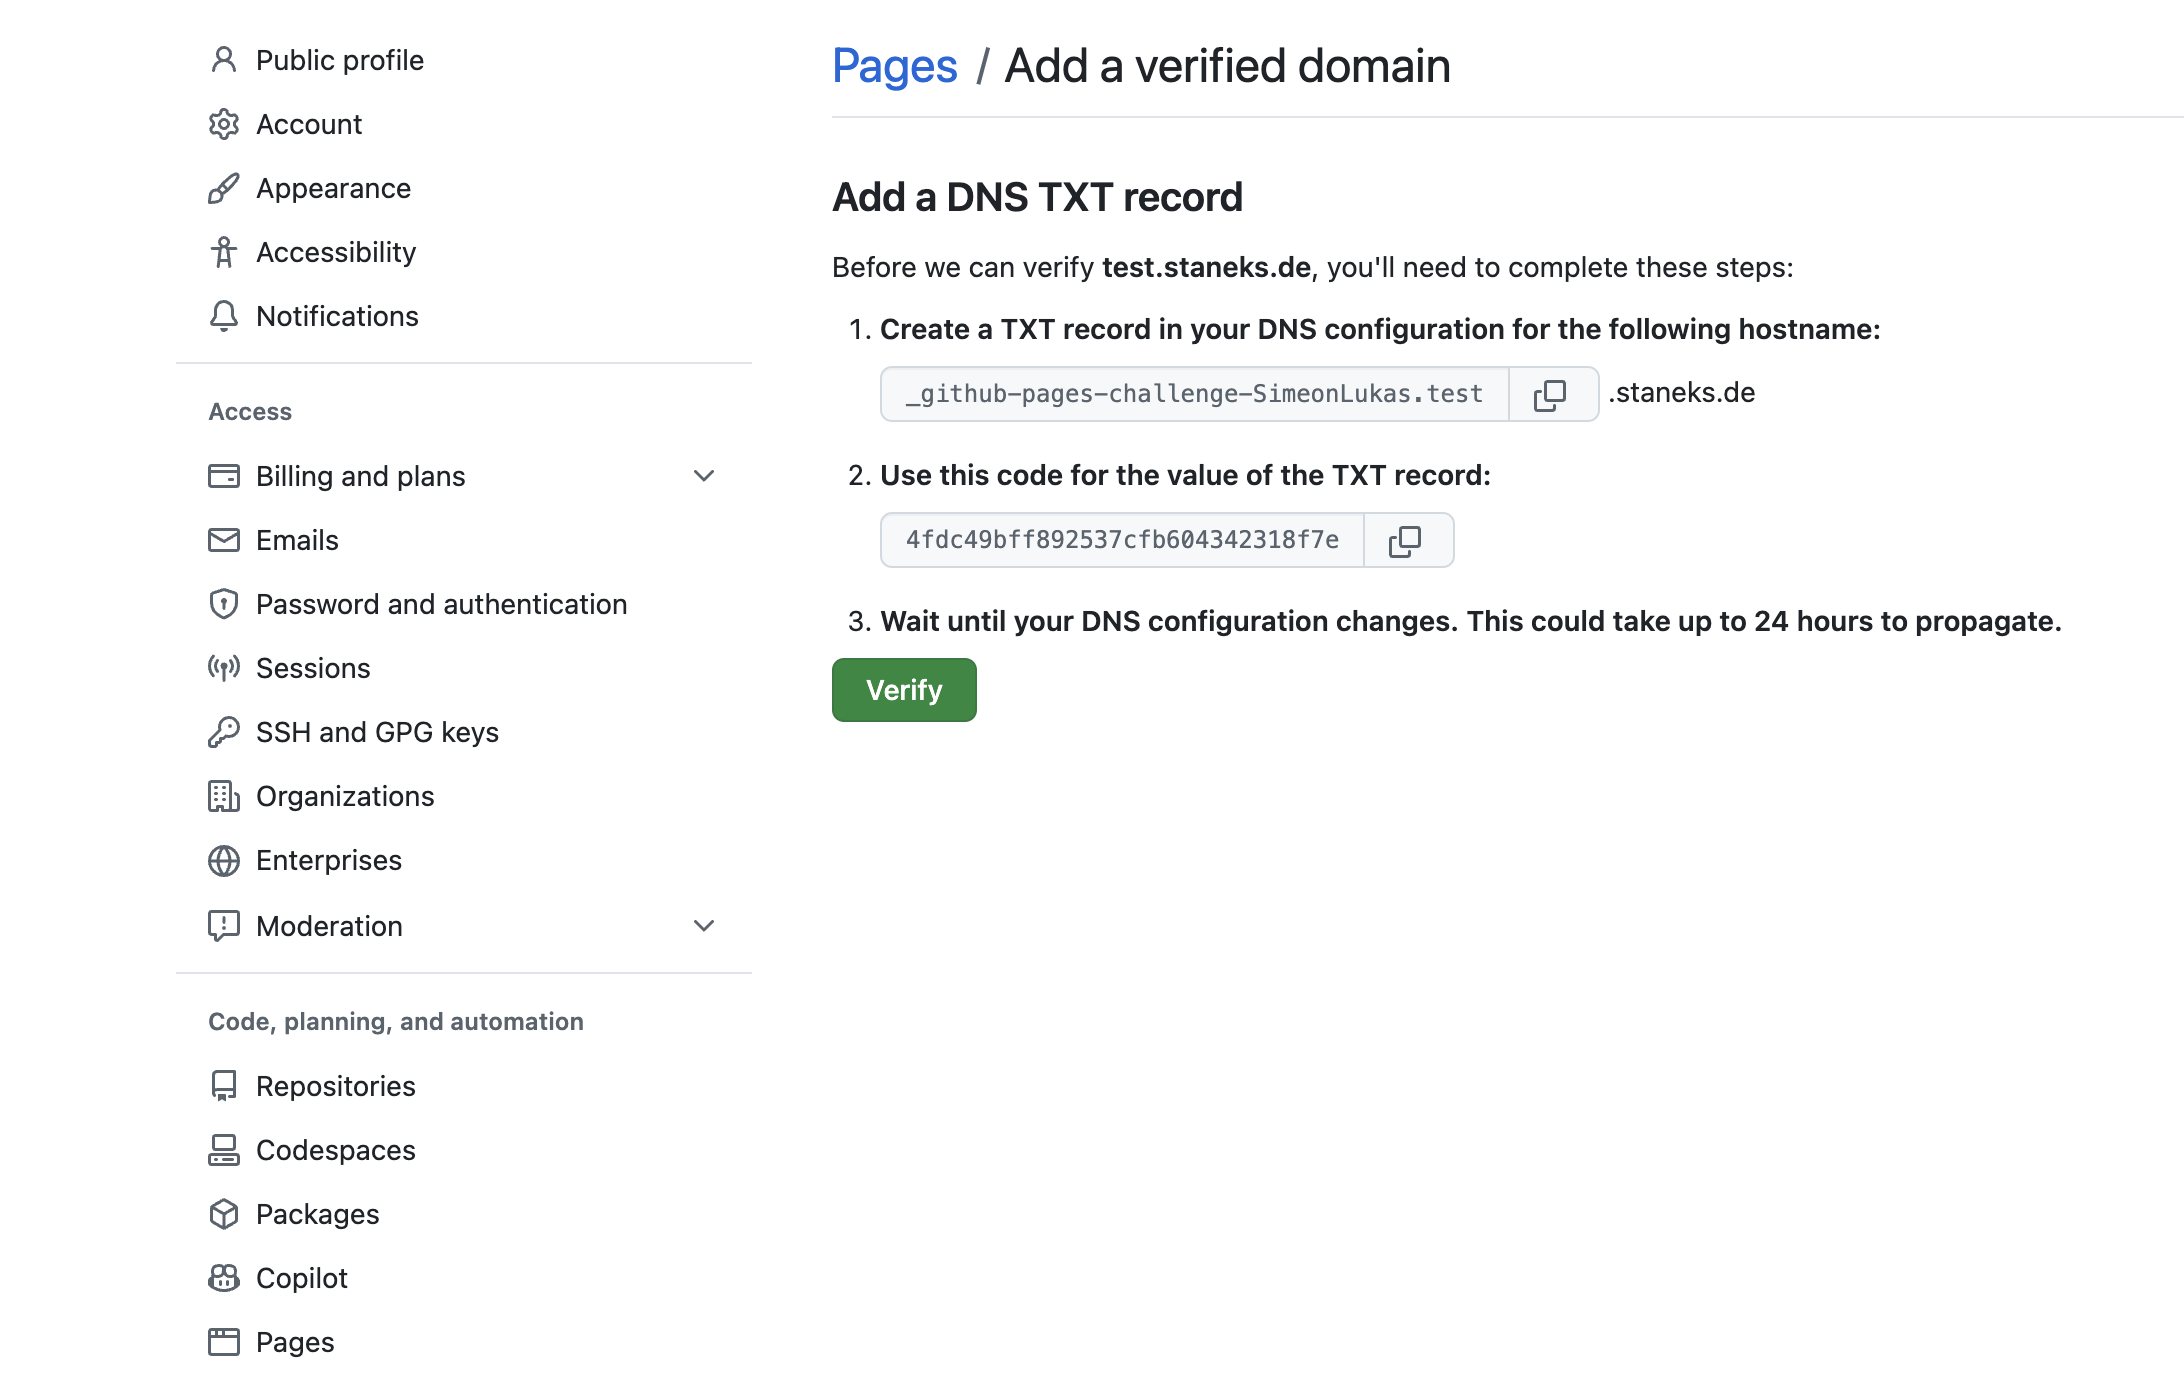 Public profile
Account
Appearance
Accessibility
Notifications
Access
Billing and plans
Emails
Password and authentication
Sessions
SSH and GPG keys
Organizations
Enterprises
Moderation
Code, planning, and automation
Repositories
Codespaces
Packages
Copilot
Pages
Pages / Add a verified domain
Add a DNS TXT record
Before we can verify test.staneks.de, you'll need to complete these steps:
1. Create a TXT record in your DNS configuration for the following hostname:
_github-pages-challenge-SimeonLukas.test .staneks.de
2. Use this code for the value of the TXT record:
4fdc49bff892537cfb604342318f7e
3. Wait until your DNS configuration changes. This could take up to 24 hours to propagate.
Verify